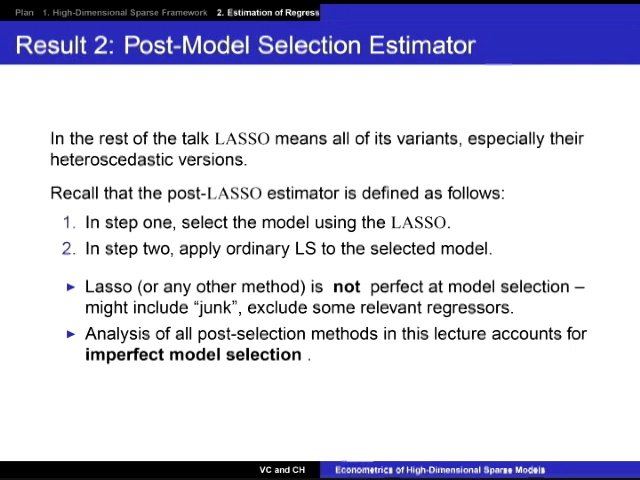 Plan 1. High-Dimensional Sparse Framework 2. Estimation of Regress
Result 2: Post-Model Selection Estimator
In the rest of the talk LASSO means all of its variants, especially their
heteroscedastic versions.
Recall that the post-LASSO estimator is defined as follows:
1. In step one, select the model using the LASSO.
2. In step two, apply ordinary LS to the selected model.
► Lasso (or any other method) is not perfect at model selection –
might include “junk”, exclude some relevant regressors.
► Analysis of all post-selection methods in this lecture accounts for
imperfect model selection .
VC and CH Econometrics of High-Dimensional Sparse Models